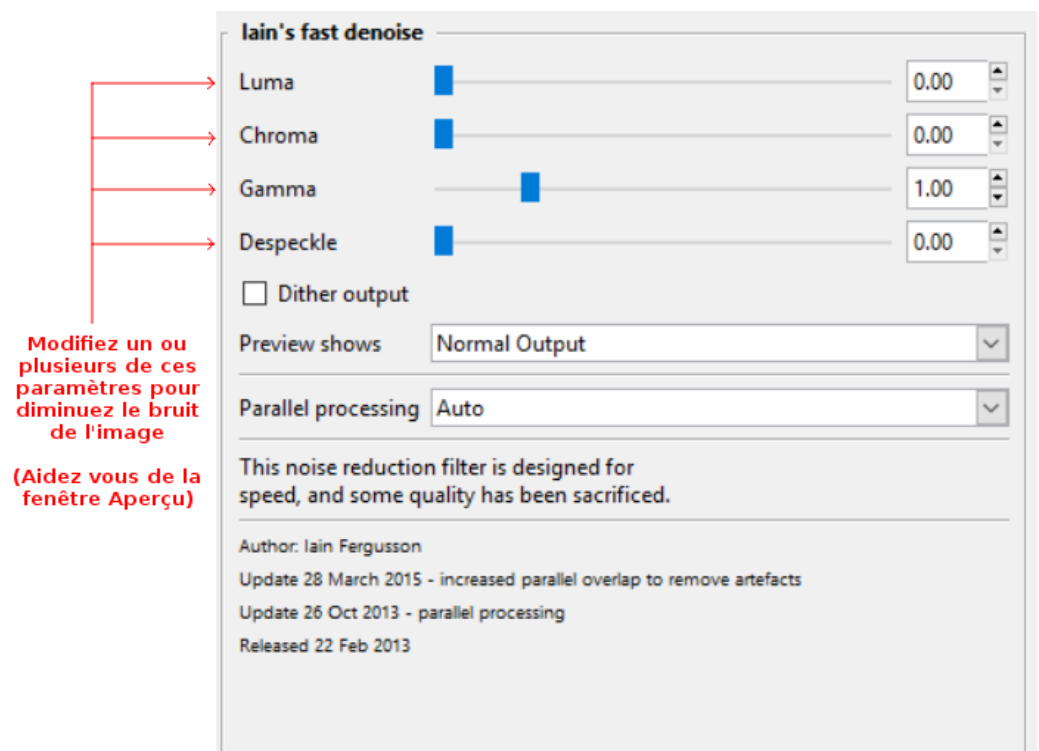 Iain's fast denoise
Luma 0.00
Chroma 0.00
Gamma 1.00
Despeckle 0.00
Dither output
Preview shows Normal Output
Parallel processing Auto
This noise reduction filter is designed for
speed, and some quality has been sacrificed.
Author: Iain Fergusson
Update 28 March 2015 - increased parallel overlap to remove artefacts
Update 26 Oct 2013 - parallel processing
Released 22 Feb 2013
Modifiez un ou
plusieurs de ces
paramètres pour
diminuez le bruit
de l'image
(Aidez vous de la
fenêtre Aperçu)